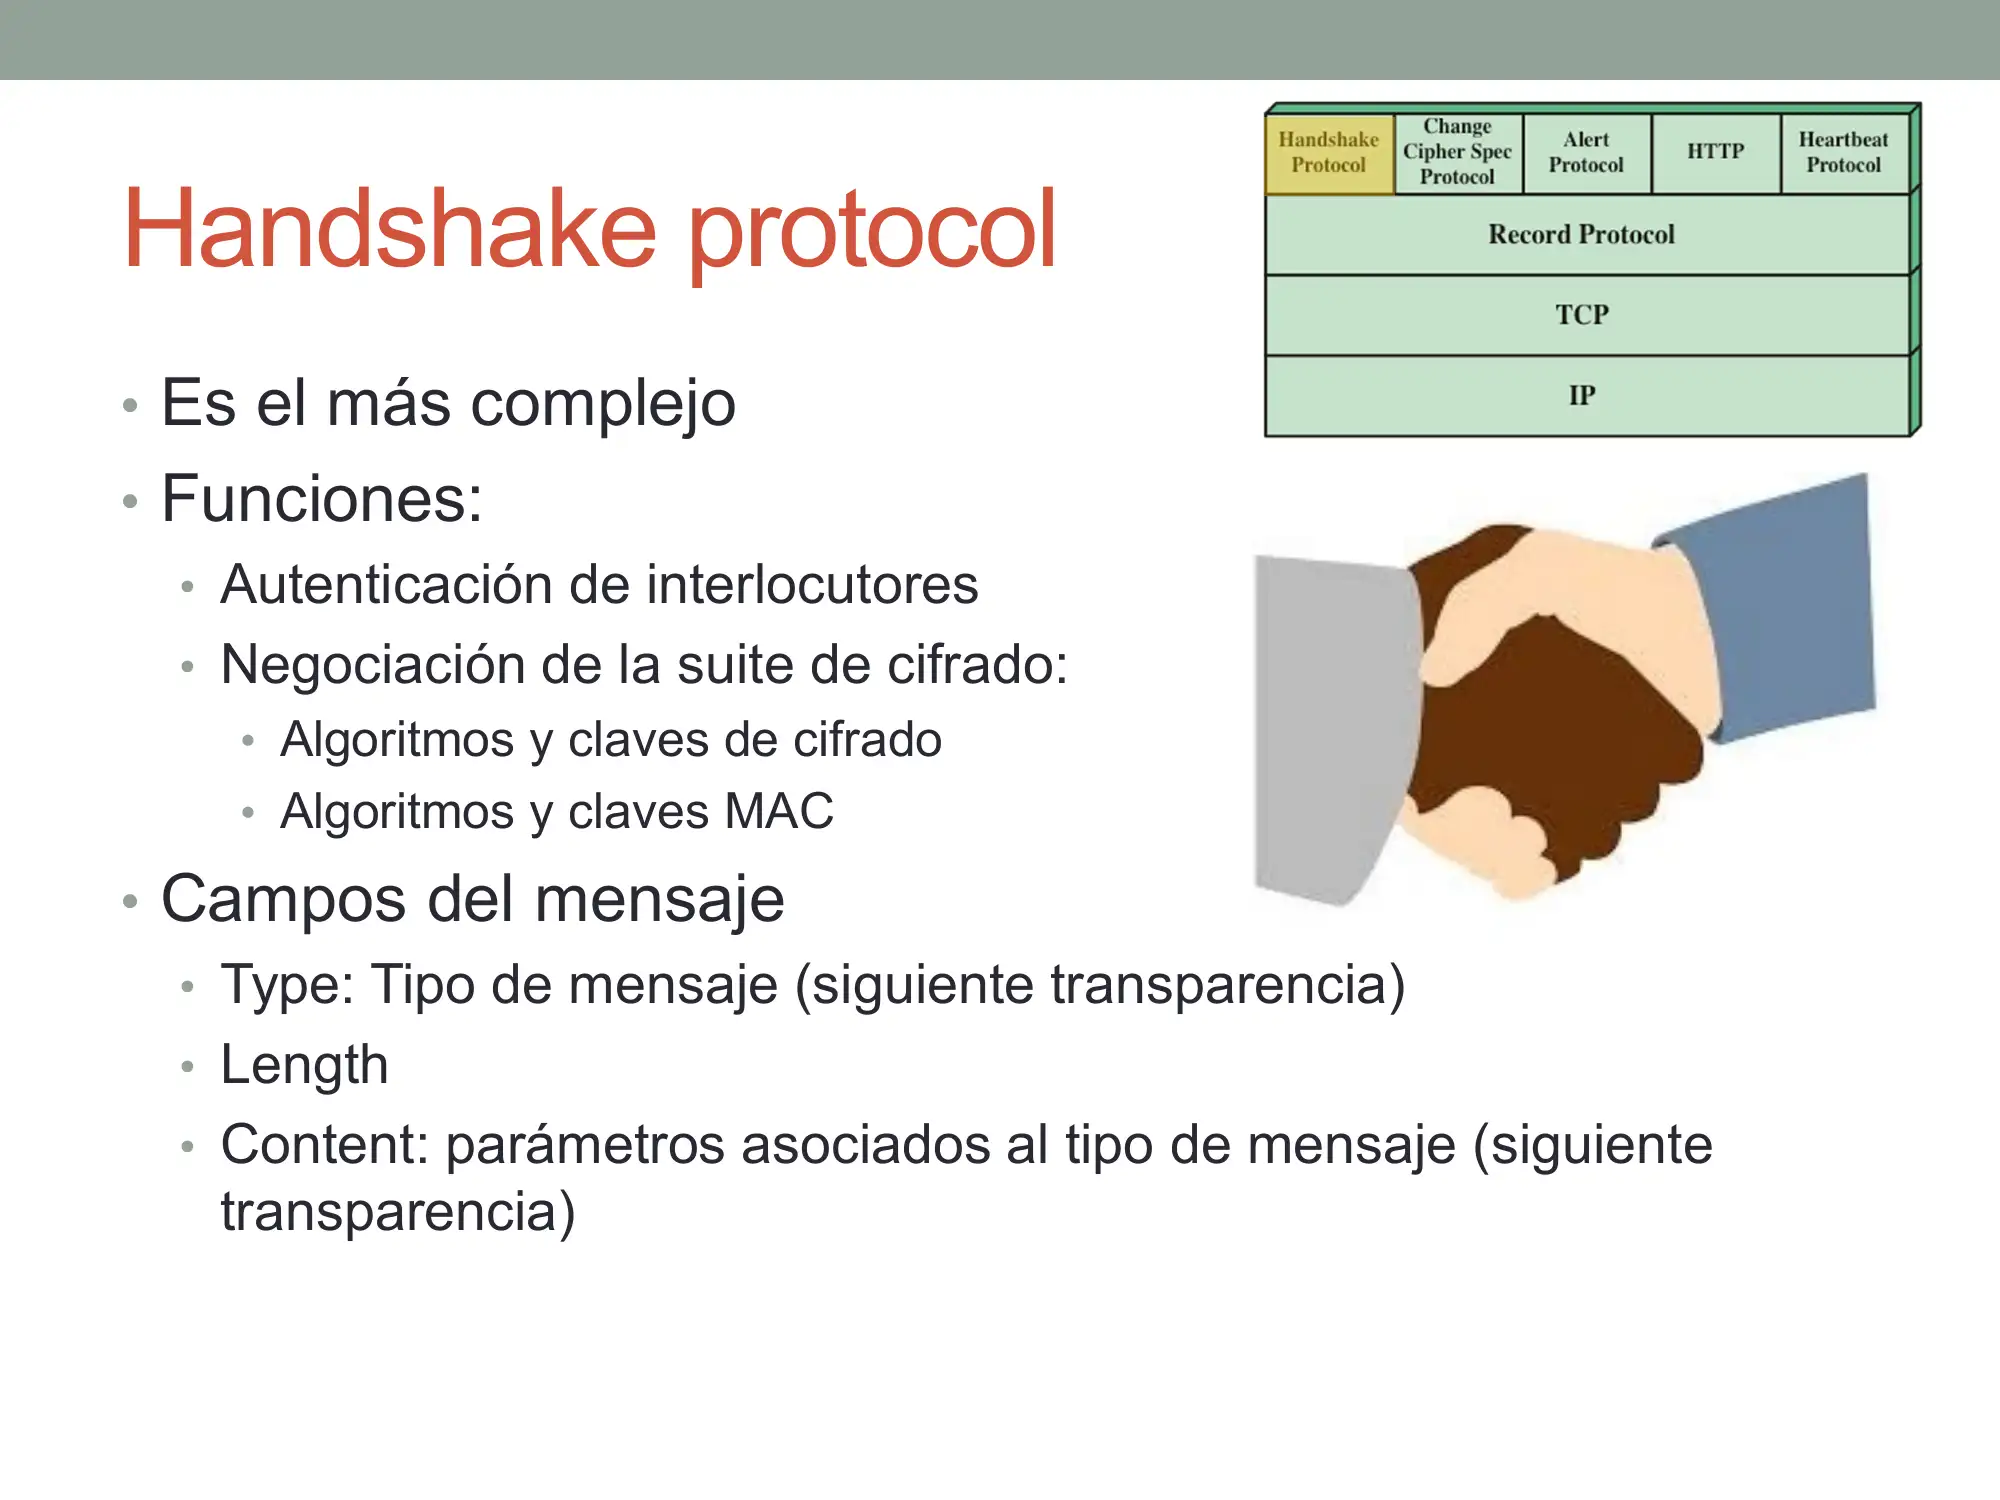 Handshake protocol
Handshake
Protocol
Change
Cipher Spec
Protocol
Alert
Protocol
HTTP
Heartbeat
Protocol
Record Protocol
TCP
IP
• Es el más complejo
• Funciones:
• Autenticación de interlocutores
• Negociación de la suite de cifrado:
• Algoritmos y claves de cifrado
• Algoritmos y claves MAC
• Campos del mensaje
• Type: Tipo de mensaje (siguiente transparencia)
• Length
• Content: parámetros asociados al tipo de mensaje (siguiente
transparencia)